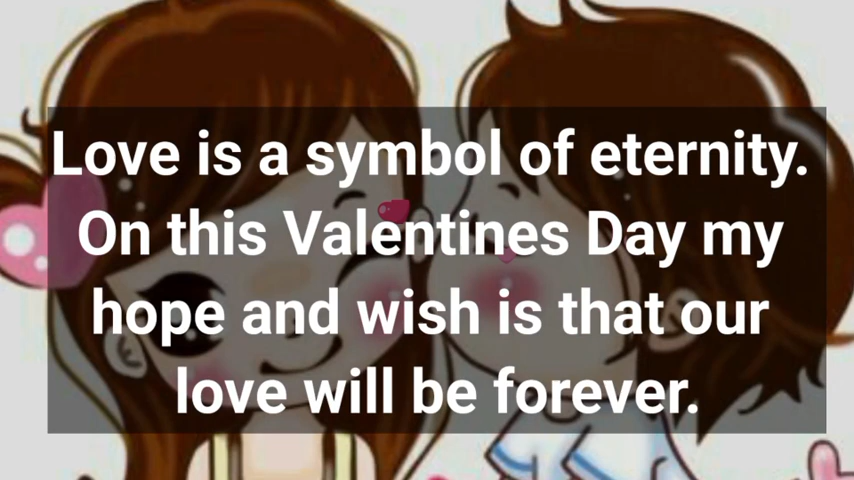 Love is a symbol of eternity.
On this Valentines Day my
hope and wish is that our
love will be forever.